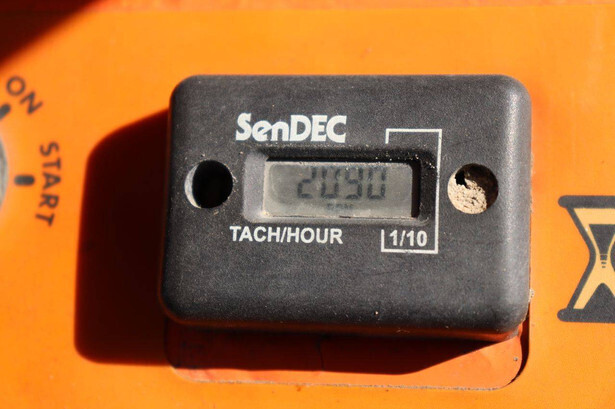 ON
START
SenDEC
2090
TACH/HOUR
1/10